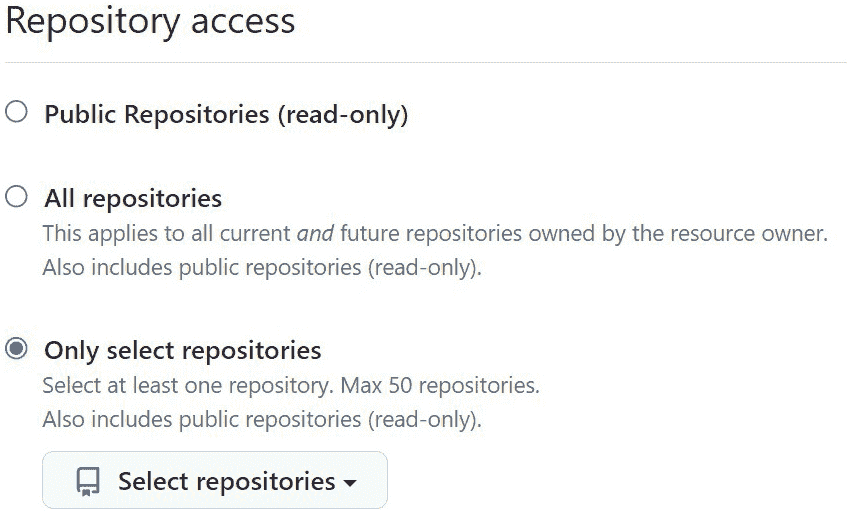 Repository access
Public Repositories (read-only)
All repositories
This applies to all current and future repositories owned by the resource owner.
Also includes public repositories (read-only).
Only select repositories
Select at least one repository. Max 50 repositories.
Also includes public repositories (read-only).
Select repositories